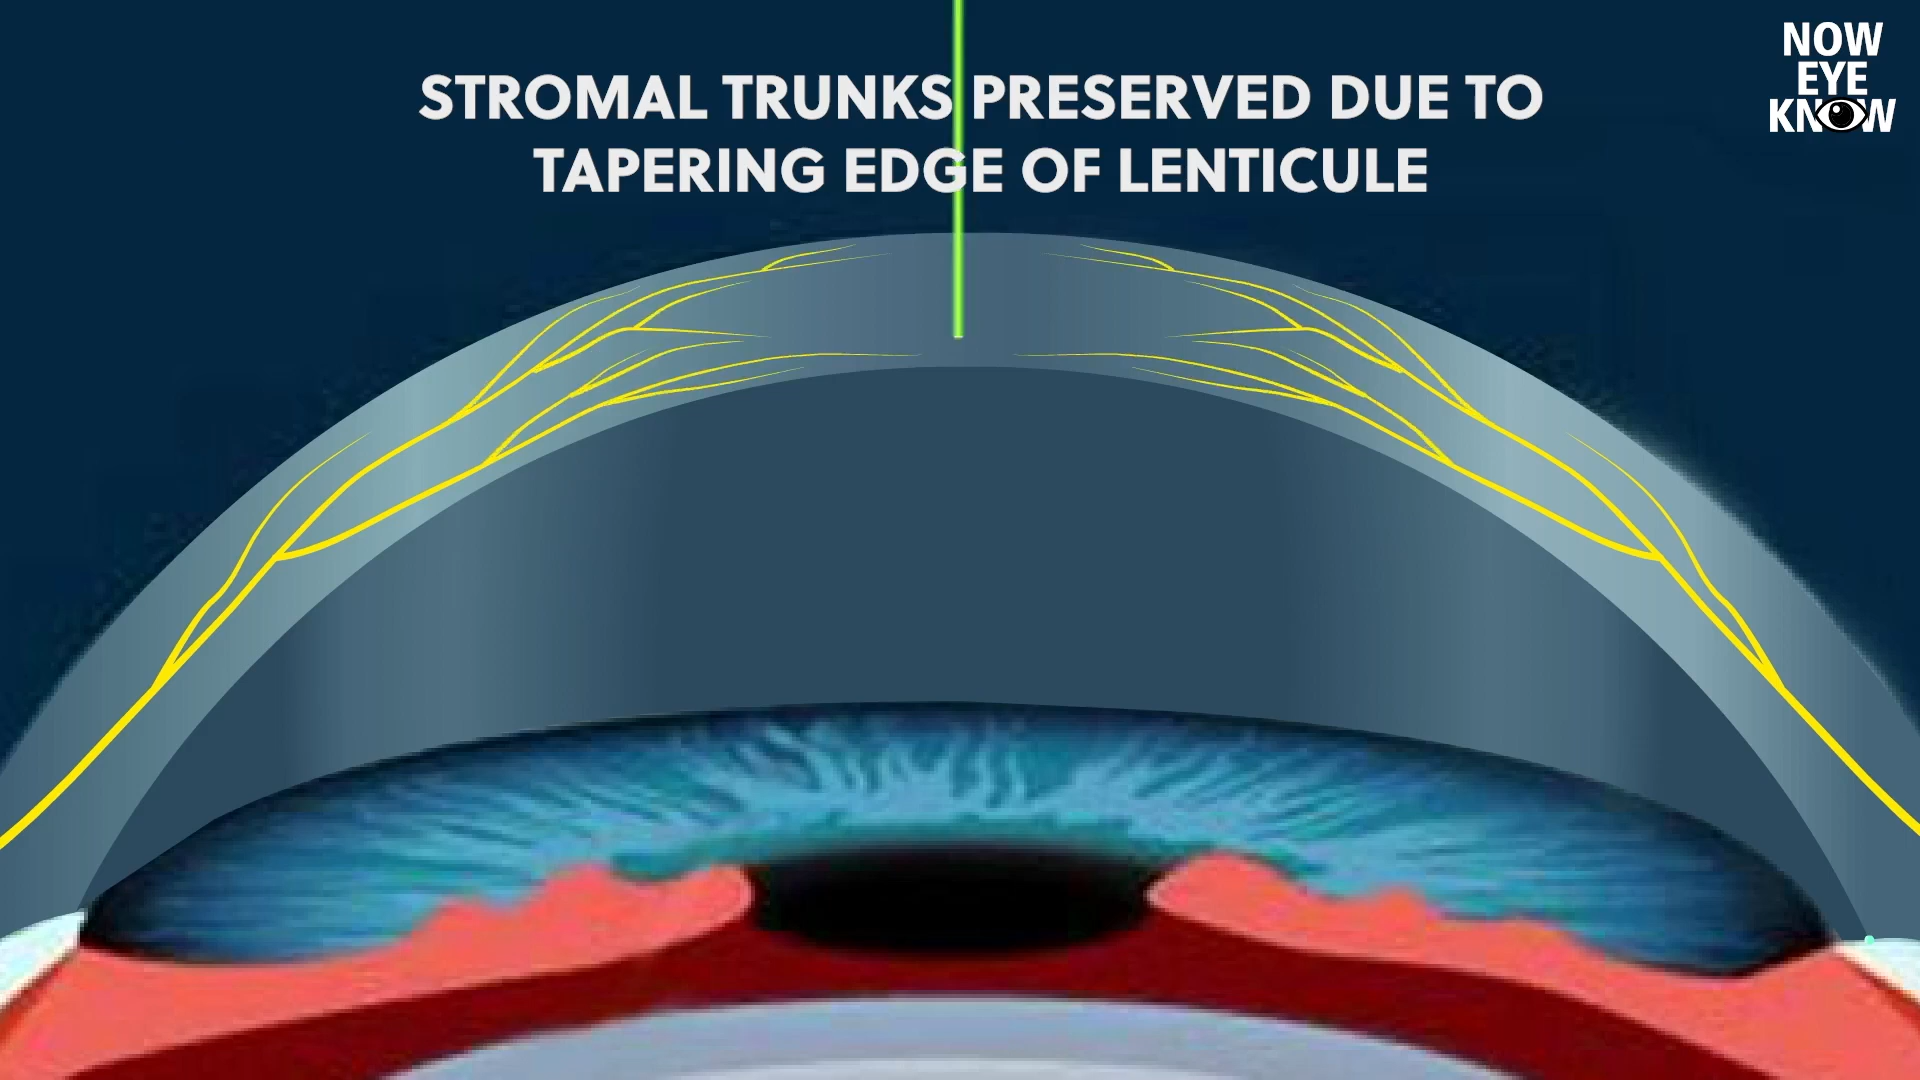 STROMAL TRUNKS PRESERVED DUE TO
TAPERING EDGE OF LENTICULE
NOW
EYE
KNOW